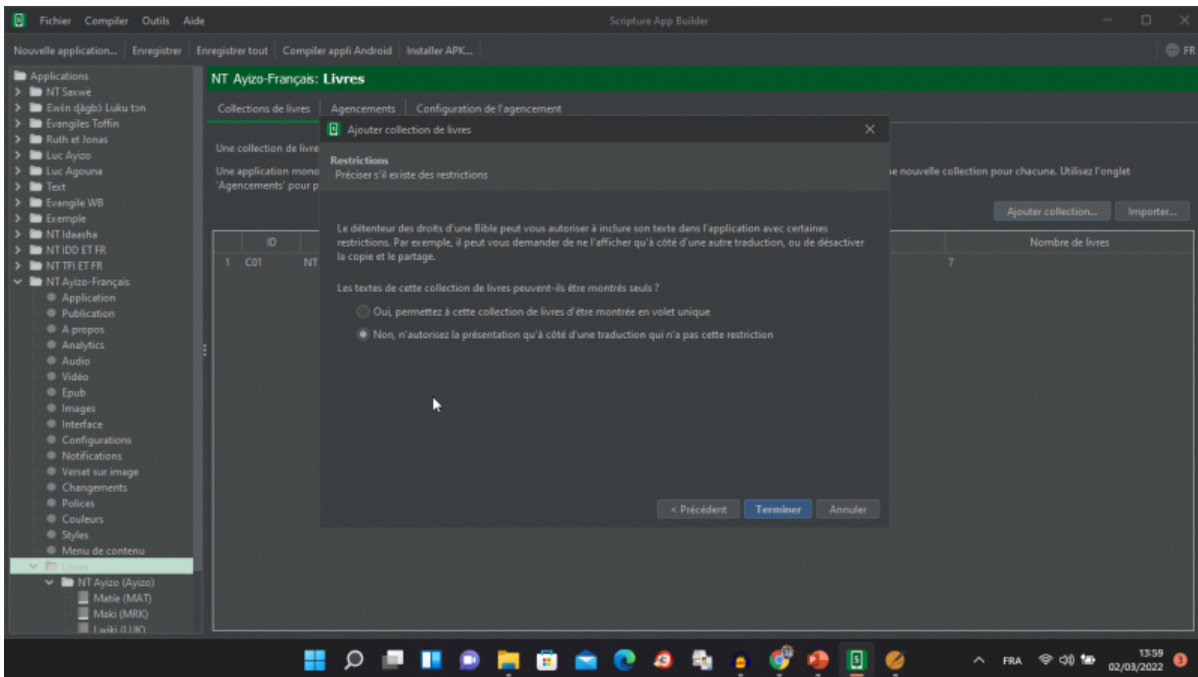 Fichier Compiler Outils Aide
Scripture App Builder
Nouvelle application... Enregistrer Enregistrer tout Compiler appli Android Installer APK... FR
Applications
NT Saxwé
Ewĩn ɖàgbò Luku tɔn
Evangiles Toffin
Ruth et Jonas
Luc Ayizo
Luc Agouna
Text
Evangile WB
Exemple
NT Idaasha
NT IDD ET FR
NT TFI ET FR
NT Ayizo-Français
Application
Publication
A propos
Analytics
Audio
Vidéo
Epub
Images
Interface
Configurations
Notifications
Verset sur image
Changements
Polices
Couleurs
Styles
Menu de contenu
Livres
NT Ayizo (Ayizo)
Matie (MAT)
Maki (MRK)
Lwiki (LUK)
NT Ayizo-Français: Livres
Collections de livres Agencements Configuration de l'agencement
Une collection de livre
Une application mono
e nouvelle collection pour chacune. Utilisez l'onglet
'Agencements' pour p
Ajouter collection... Importer...
ID Nombre de livres
1 C01 NT 7
Ajouter collection de livres
Restrictions
Préciser s'il existe des restrictions
Le détenteur des droits d'une Bible peut vous autoriser à inclure son texte dans l'application avec certaines
restrictions. Par exemple, il peut vous demander de ne l'afficher qu'à côté d'une autre traduction, ou de désactiver
la copie et le partage.
Les textes de cette collection de livres peuvent-ils être montrés seuls ?
Oui, permettez à cette collection de livres d'être montrée en volet unique
Non, n'autorisez la présentation qu'à côté d'une traduction qui n'a pas cette restriction
< Précédent Terminer Annuler
FRA
13:59
02/03/2022
3